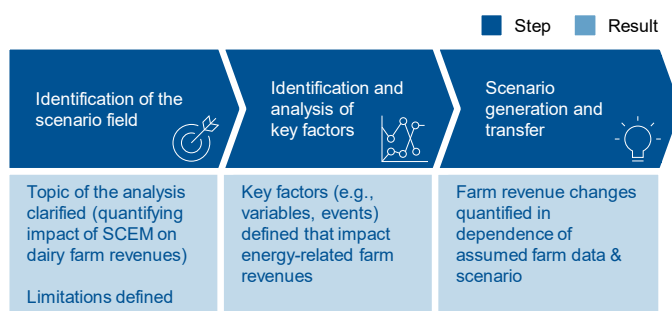 Step
Result
Identification of the
scenario field
Identification and
analysis of
key factors
Scenario
generation and
transfer
Topic of the analysis
clarified (quantifying
impact of SCEM on
dairy farm revenues)
Limitations defined
Key factors (e.g.,
variables, events)
defined that impact
energy-related farm
revenues
Farm revenue changes
quantified in
dependence of
assumed farm data &
scenario